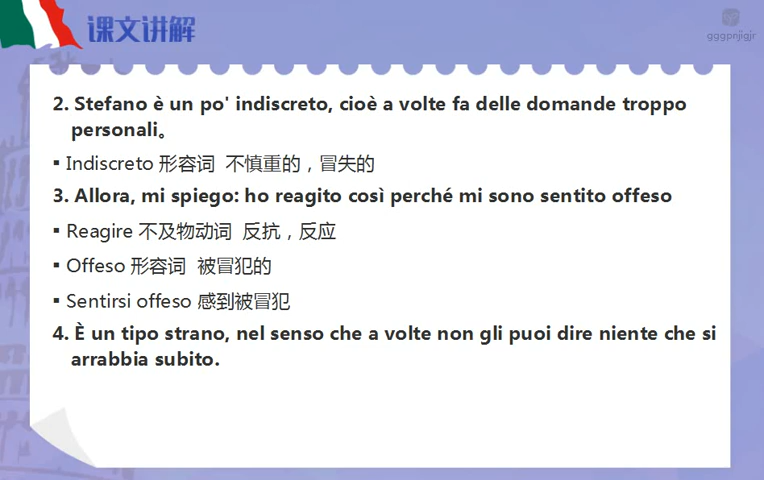 课文讲解
gggpnjigjr
2. Stefano è un po' indiscreto, cioè a volte fa delle domande troppo
personali。
▪ Indiscreto 形容词 不慎重的，冒失的
3. Allora, mi spiego: ho reagito così perché mi sono sentito offeso
▪ Reagire 不及物动词 反抗，反应
▪ Offeso 形容词 被冒犯的
▪ Sentirsi offeso 感到被冒犯
4. È un tipo strano, nel senso che a volte non gli puoi dire niente che si
arrabbia subito.